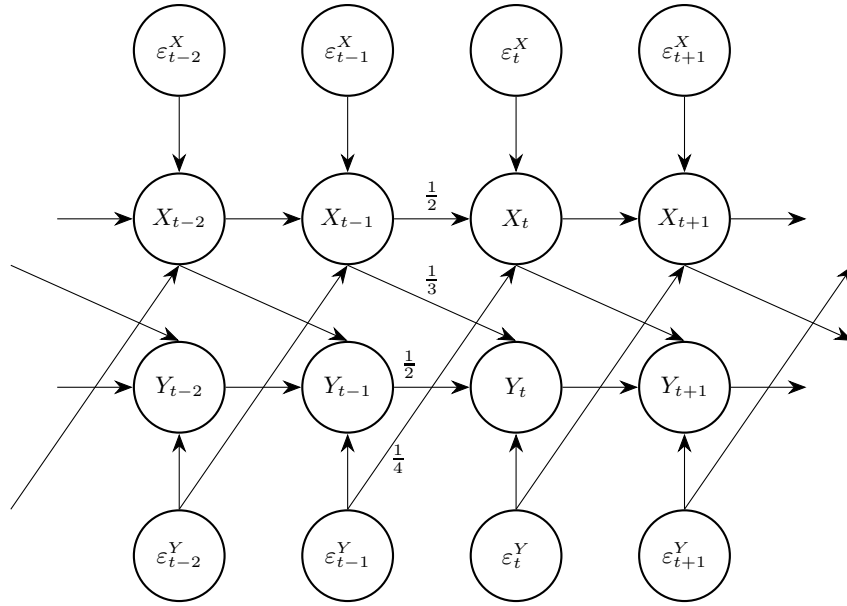 ε^X_{t−2} ε^X_{t−1} ε^X_t ε^X_{t+1}
1/2
X_{t−2} X_{t−1} X_t X_{t+1}
1/3
1/2
Y_{t−2} Y_{t−1} Y_t Y_{t+1}
1/4
ε^Y_{t−2} ε^Y_{t−1} ε^Y_t ε^Y_{t+1}